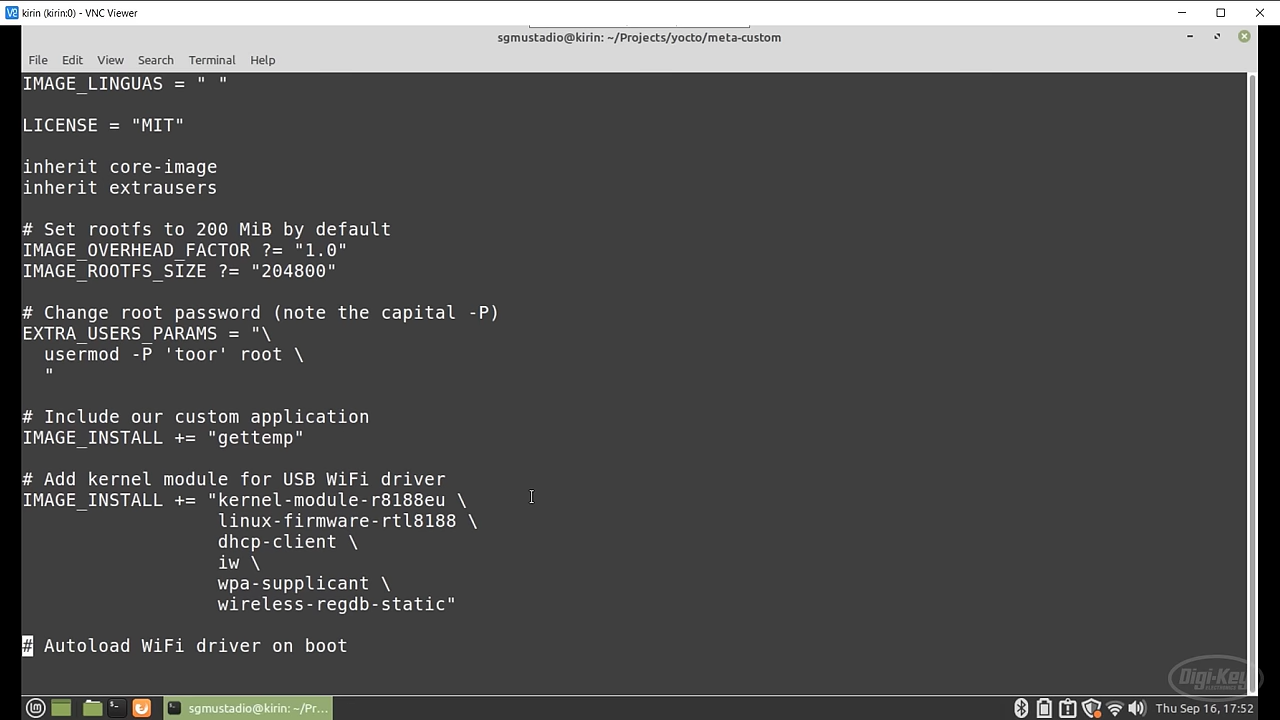 kirin (kirin:0) - VNC Viewer
sgmustadio@kirin: ~/Projects/yocto/meta-custom
File Edit View Search Terminal Help
IMAGE_LINGUAS = " "
LICENSE = "MIT"
inherit core-image
inherit extrausers
# Set rootfs to 200 MiB by default
IMAGE_OVERHEAD_FACTOR ?= "1.0"
IMAGE_ROOTFS_SIZE ?= "204800"
# Change root password (note the capital -P)
EXTRA_USERS_PARAMS = "\
usermod -P 'toor' root \
"
# Include our custom application
IMAGE_INSTALL += "gettemp"
# Add kernel module for USB WiFi driver
IMAGE_INSTALL += "kernel-module-r8188eu \
linux-firmware-rtl8188 \
dhcp-client \
iw \
wpa-supplicant \
wireless-regdb-static"
# Autoload WiFi driver on boot
Digi-Key
ELECTRONICS
sgmustadio@kirin: ~/Pr...
Thu Sep 16, 17:52